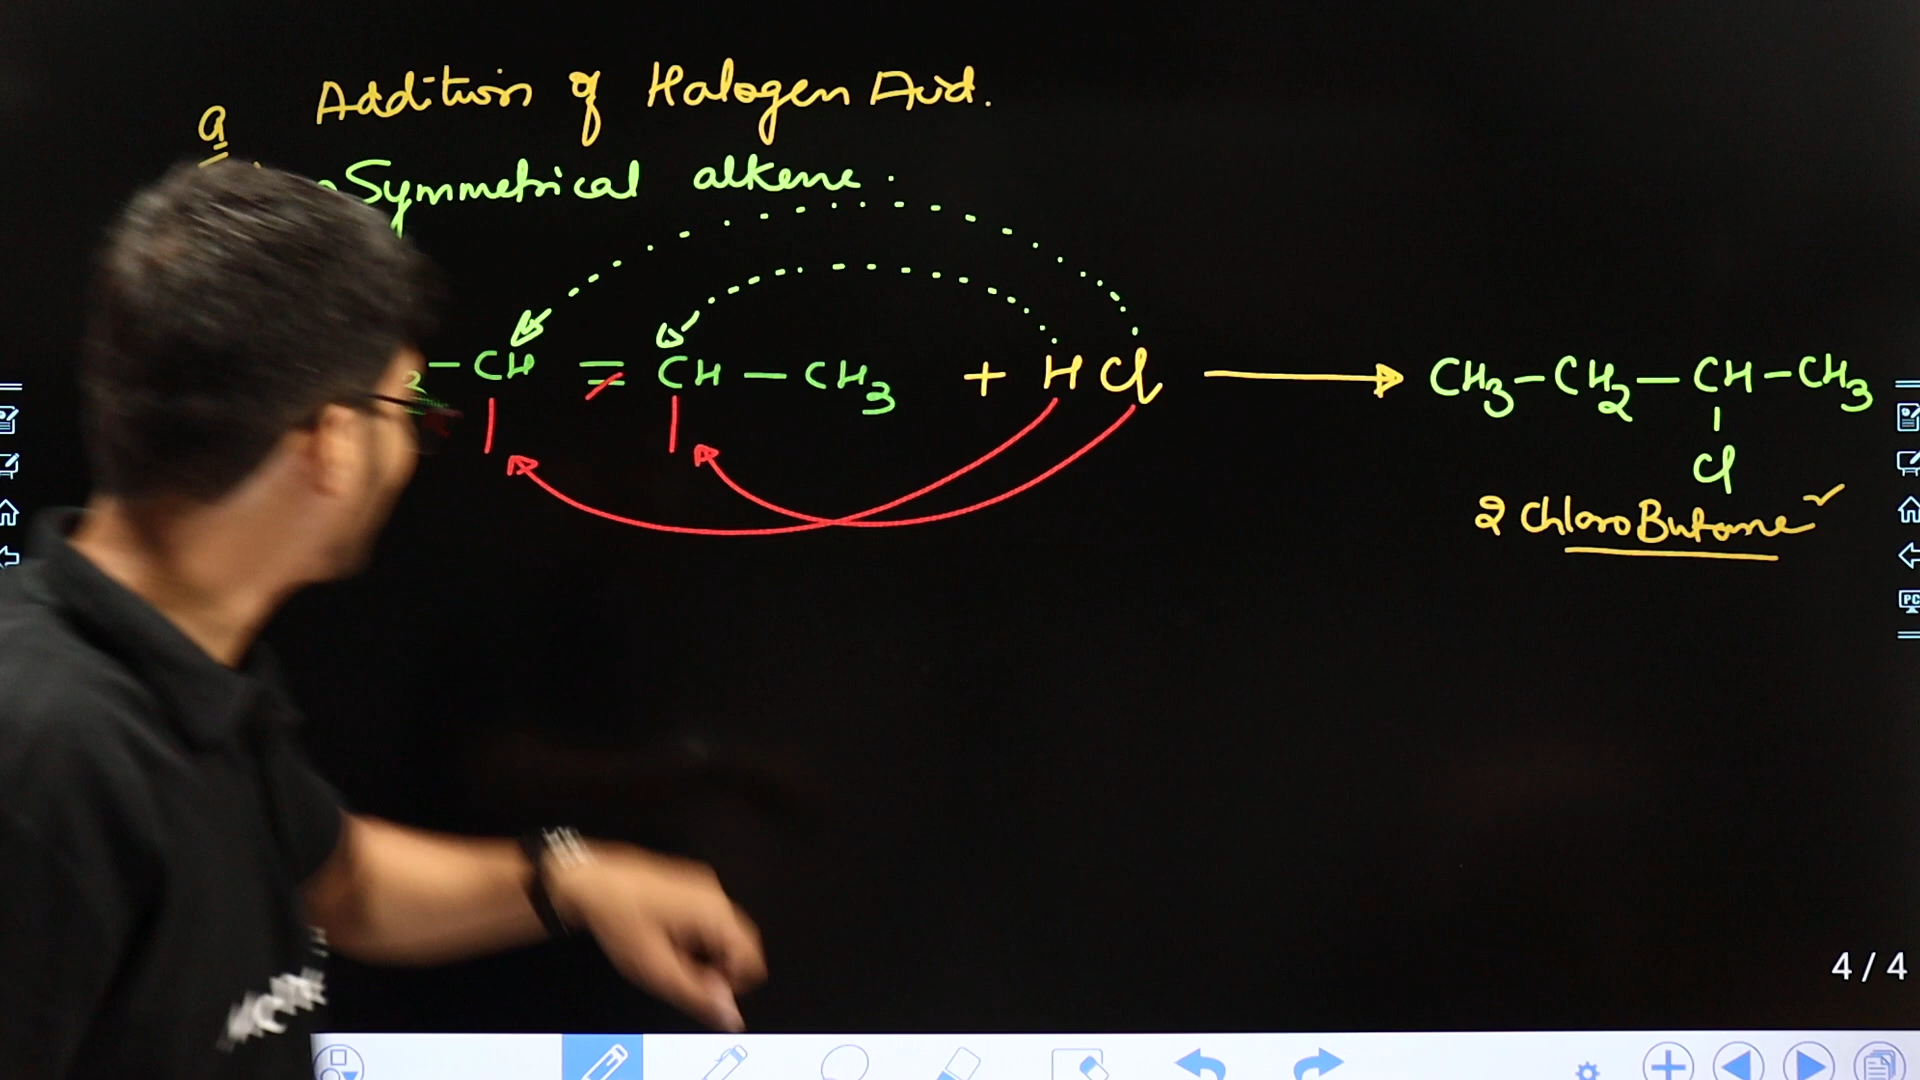 Q Addition of Halogen Acid.
Symmetrical alkene.
– CH = CH – CH3 + HCl → CH3 – CH2 – CH – CH3
Cl
2 ChloroButane ✓
PC
4 / 4